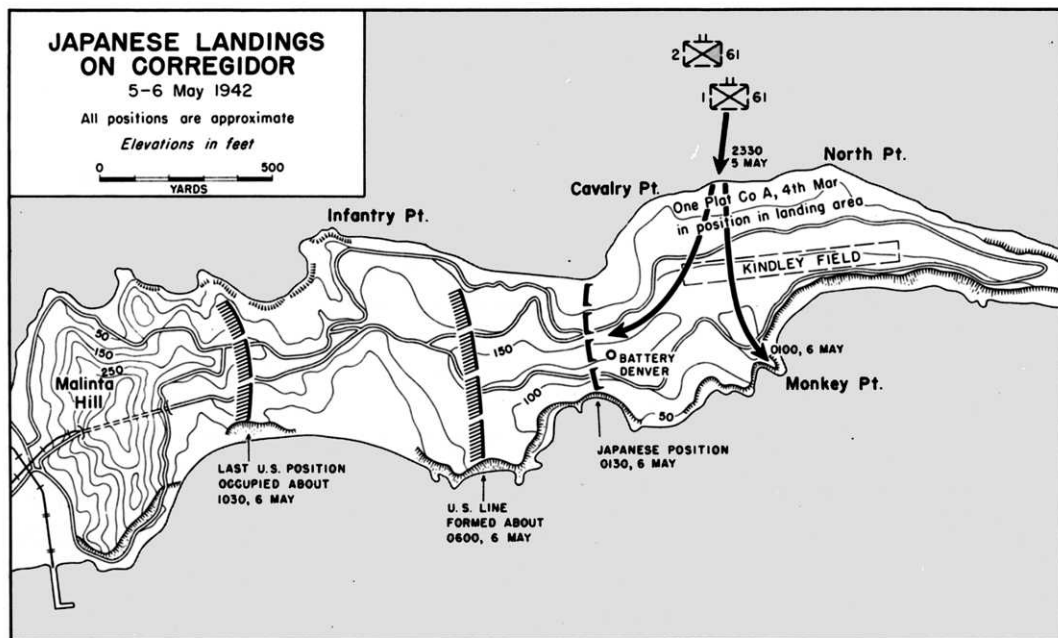 JAPANESE LANDINGS
ON CORREGIDOR
5-6 May 1942
All positions are approximate
Elevations in feet
0 500
YARDS
2 61
1 61
2330
5 MAY
North Pt.
Cavalry Pt.
One Plat Co A, 4th Mar
in position in landing area
Infantry Pt.
KINDLEY FIELD
50
150
250
Malinta
Hill
150
BATTERY
DENVER
100
50
0100, 6 MAY
Monkey Pt.
LAST U.S. POSITION
OCCUPIED ABOUT
1030, 6 MAY
U.S. LINE
FORMED ABOUT
0600, 6 MAY
JAPANESE POSITION
0130, 6 MAY